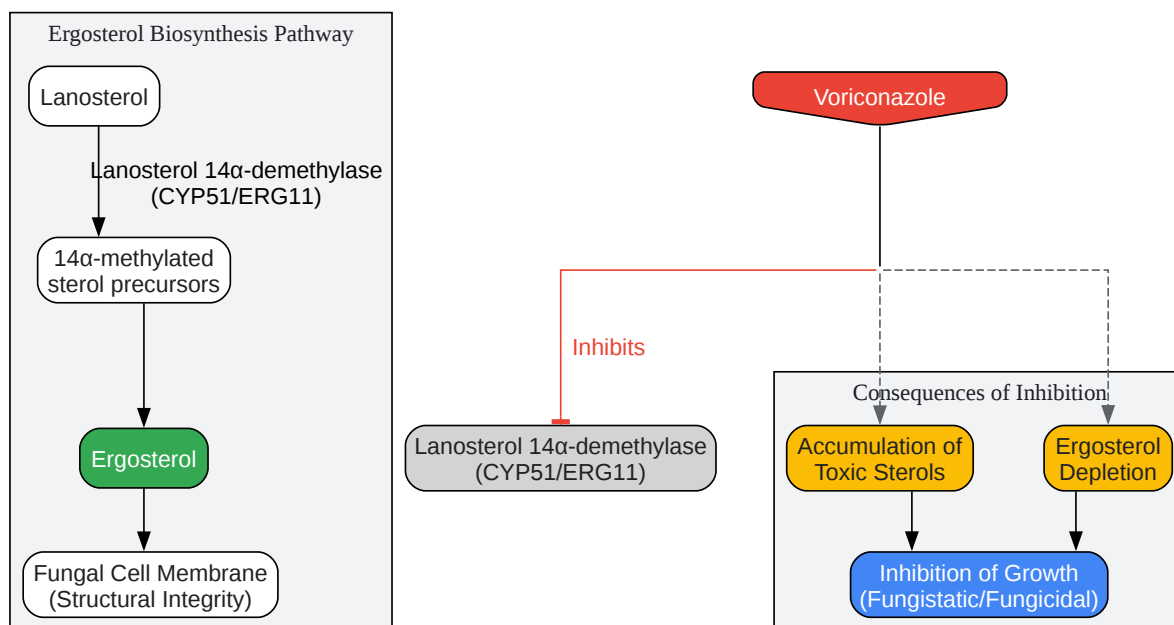 Ergosterol Biosynthesis Pathway
Lanosterol
Lanosterol 14α-demethylase
(CYP51/ERG11)
14α-methylated
sterol precursors
Ergosterol
Fungal Cell Membrane
(Structural Integrity)
Voriconazole
Inhibits
Lanosterol 14α-demethylase
(CYP51/ERG11)
Consequences of Inhibition
Accumulation of
Toxic Sterols
Ergosterol
Depletion
Inhibition of Growth
(Fungistatic/Fungicidal)